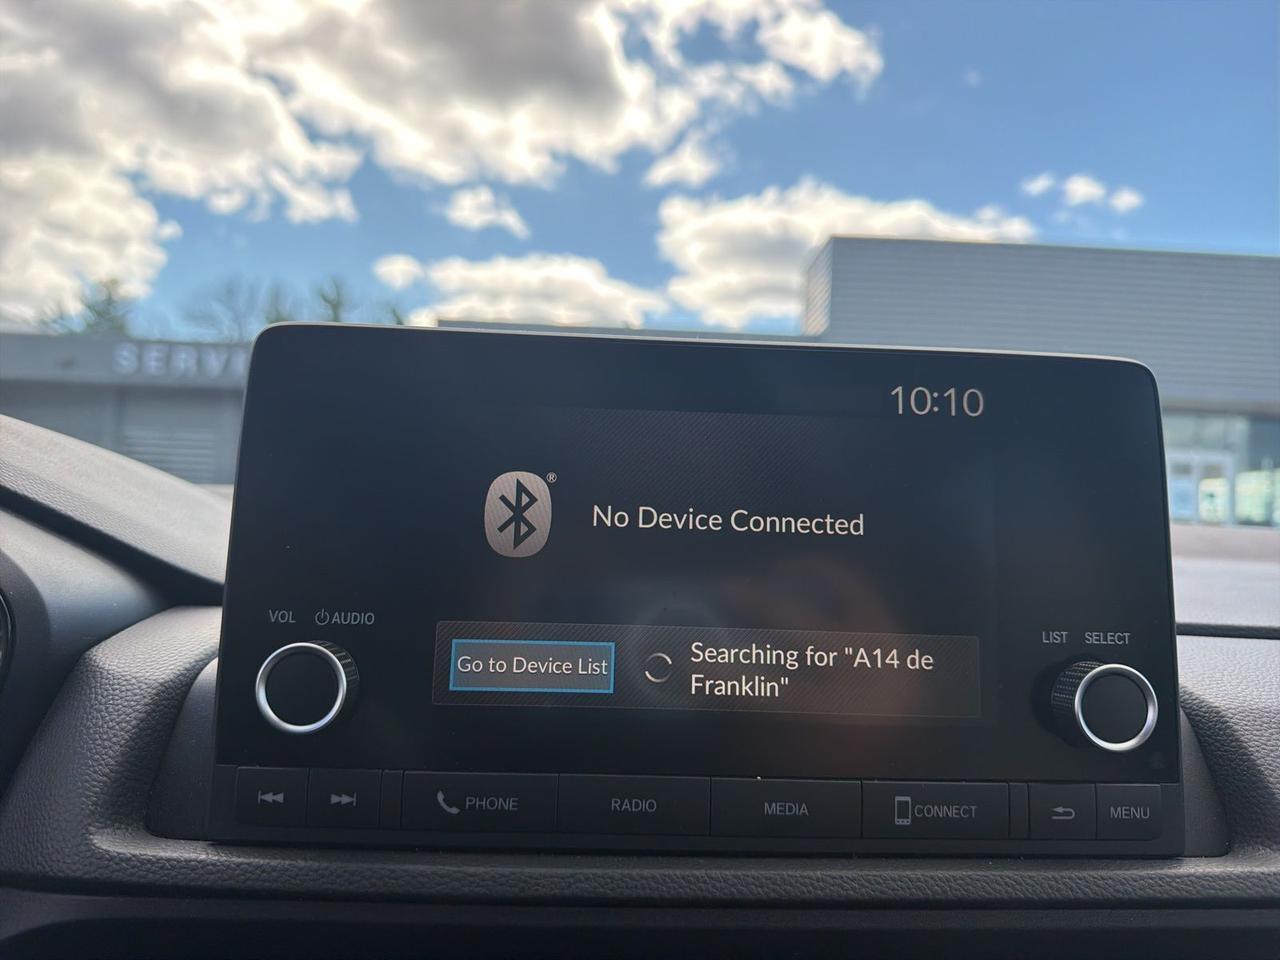 SERV
10:10
®
No Device Connected
VOL AUDIO
LIST SELECT
Go to Device List
Searching for "A14 de
Franklin"
PHONE
RADIO
MEDIA
CONNECT
MENU